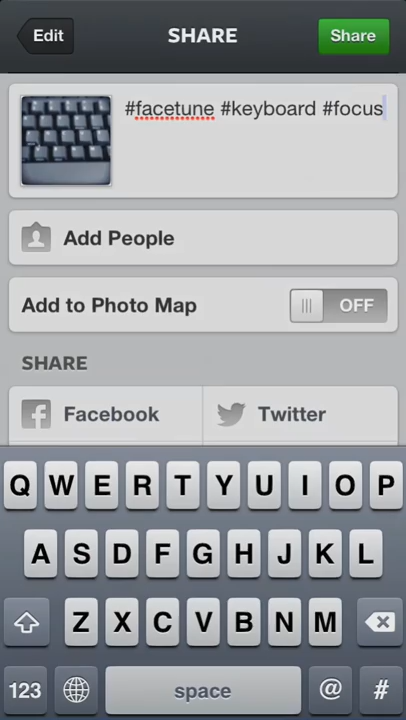 Edit SHARE Share
#facetune #keyboard #focus
Add People
Add to Photo Map OFF
SHARE
Facebook Twitter
Q W E R T Y U I O P
A S D F G H J K L
Z X C V B N M
123 space @ #